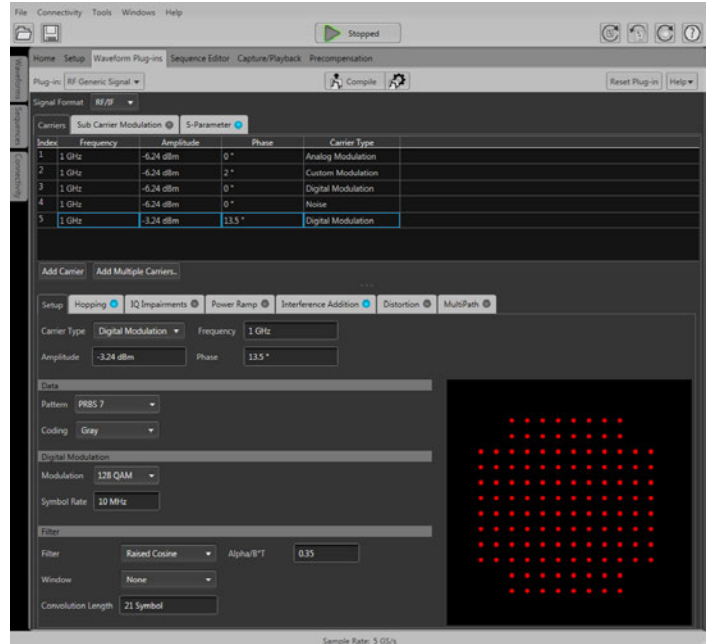 File Connectivity Tools Windows Help
Stopped
Home Setup Waveform Plug-ins Sequence Editor Capture/Playback Precompensation
Waveforms
Sequences
Connectivity
Plug-in: RF Generic Signal Compile Reset Plug-in Help
Signal Format RF/IF
Carriers Sub Carrier Modulation S-Parameter
Index Frequency Amplitude Phase Carrier Type
1 1 GHz -6.24 dBm 0 ° Analog Modulation
2 1 GHz -6.24 dBm 2 ° Custom Modulation
3 1 GHz -6.24 dBm 0 ° Digital Modulation
4 1 GHz -6.24 dBm 0 ° Noise
5 1 GHz -3.24 dBm 13.5 ° Digital Modulation
Add Carrier Add Multiple Carriers..
Setup Hopping IQ Impairments Power Ramp Interference Addition Distortion MultiPath
Carrier Type Digital Modulation Frequency 1 GHz
Amplitude -3.24 dBm Phase 13.5 °
Data
Pattern PRBS 7
Coding Gray
Digital Modulation
Modulation 128 QAM
Symbol Rate 10 MHz
Filter
Filter Raised Cosine Alpha/B*T 0.35
Window None
Convolution Length 21 Symbol
Sample Rate: 5 GS/s